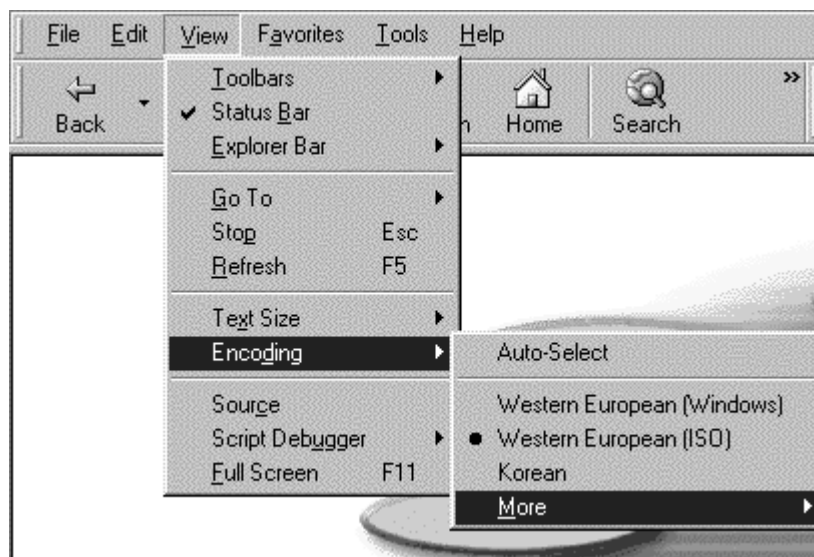 File Edit View Favorites Tools Help
Back Home Search »
Toolbars
Status Bar
Explorer Bar
Go To
Stop Esc
Refresh F5
Text Size
Encoding
Auto-Select
Source
Western European (Windows)
Script Debugger
Western European (ISO)
Full Screen F11
Korean
More